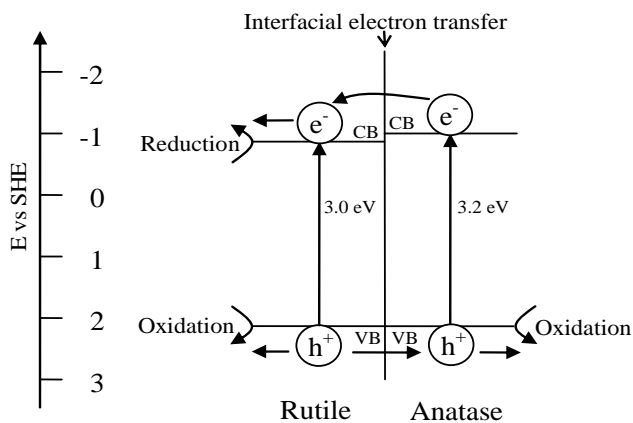 Interfacial electron transfer
E vs SHE
-2
-1
0
1
2
3
e-
e-
CB
CB
Reduction
3.0 eV
3.2 eV
Oxidation
Oxidation
VB
VB
h+
h+
Rutile
Anatase